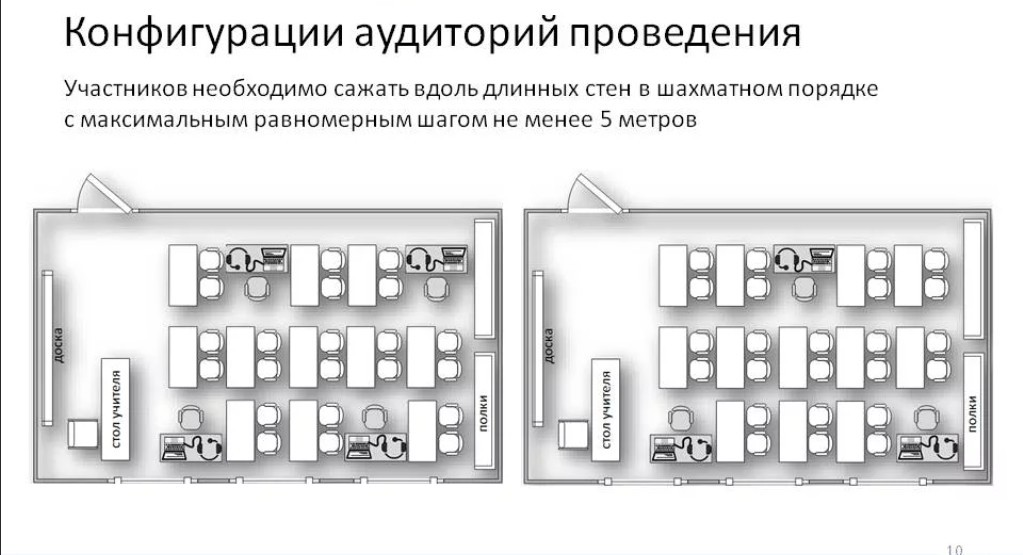 Конфигурации аудиторий проведения
Участников необходимо сажать вдоль длинных стен в шахматном порядке
с максимальным равномерным шагом не менее 5 метров
доска
стол учителя
полки
доска
стол учителя
полки
10